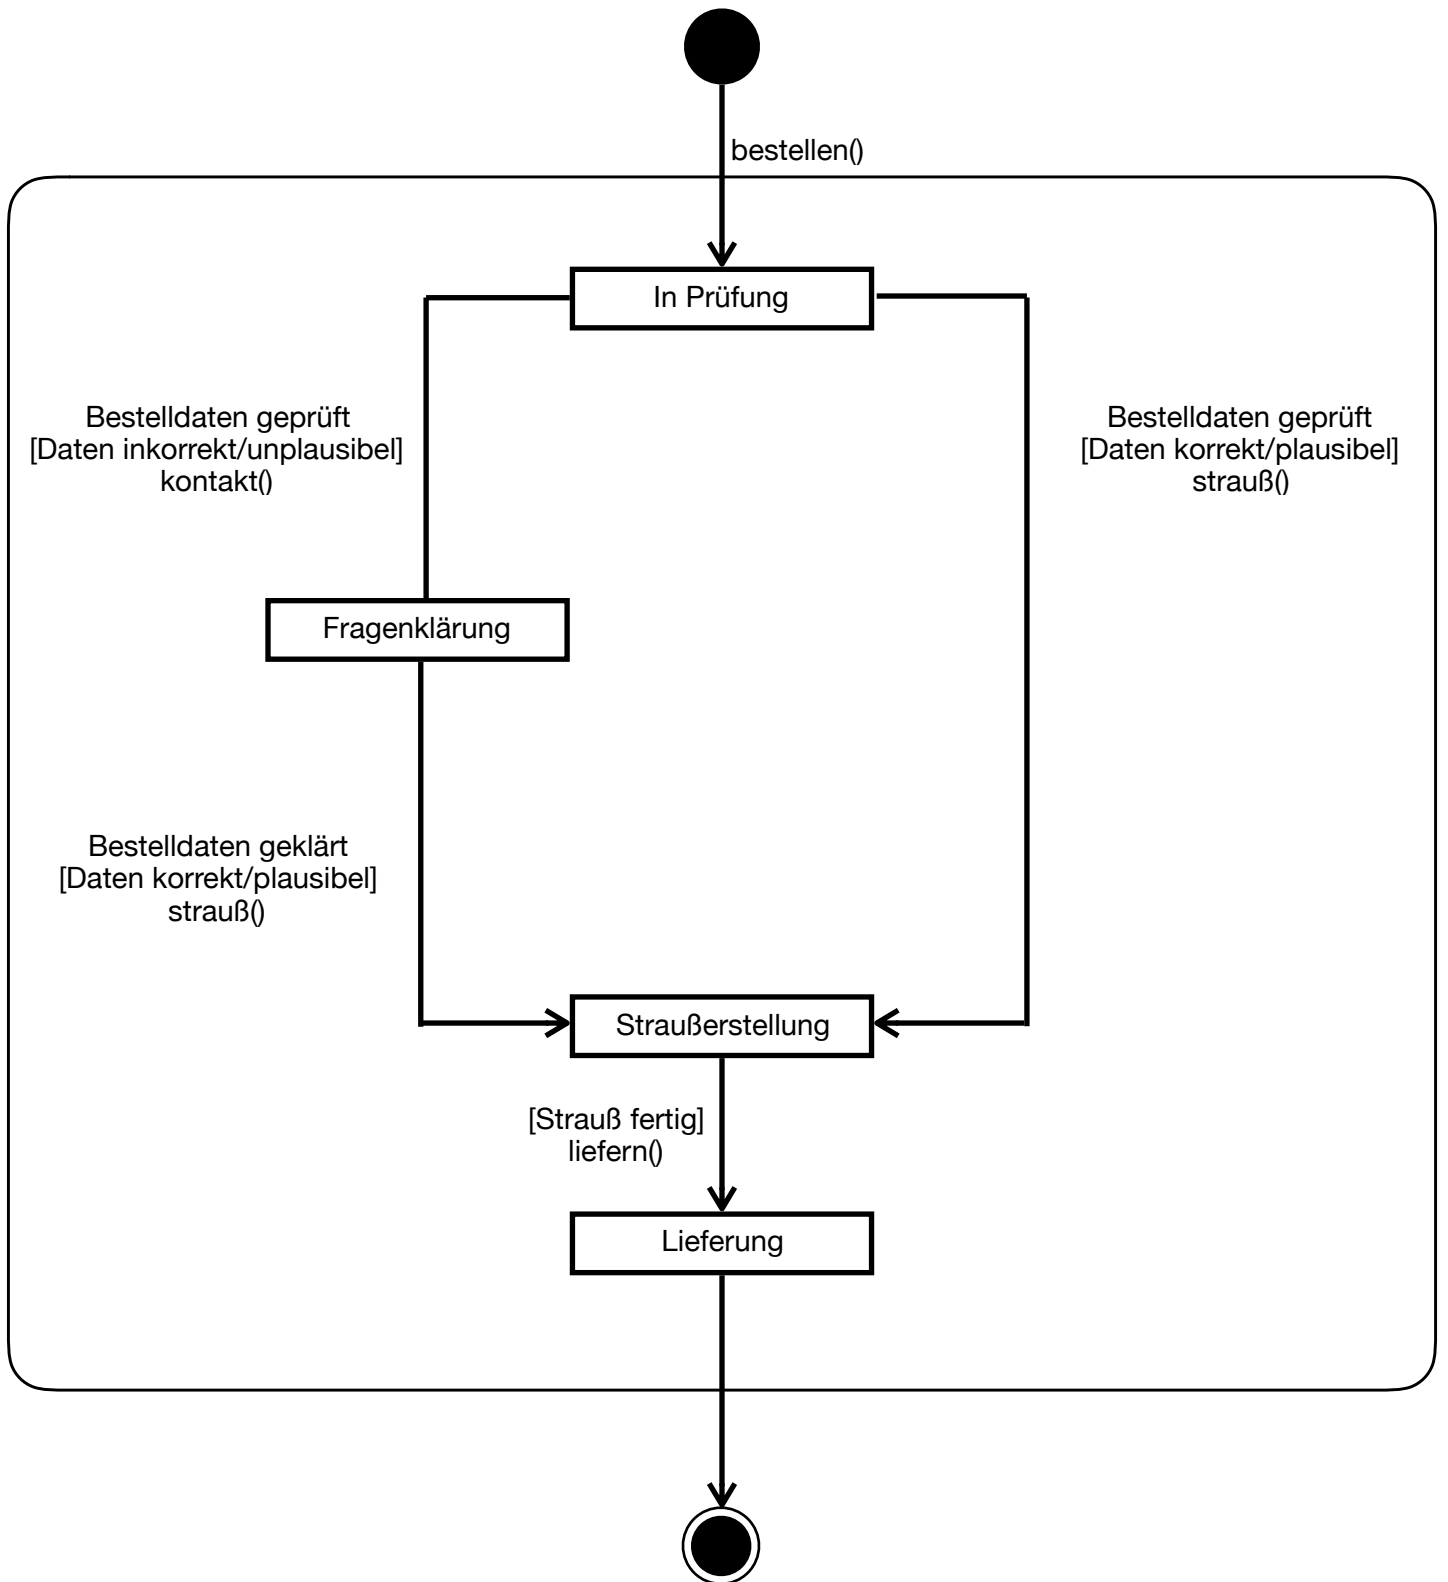 bestellen()
In Prüfung
Bestelldaten geprüft
[Daten inkorrekt/unplausibel]
kontakt()
Bestelldaten geprüft
[Daten korrekt/plausibel]
strauß()
Fragenklärung
Bestelldaten geklärt
[Daten korrekt/plausibel]
strauß()
Straußerstellung
[Strauß fertig]
liefern()
Lieferung